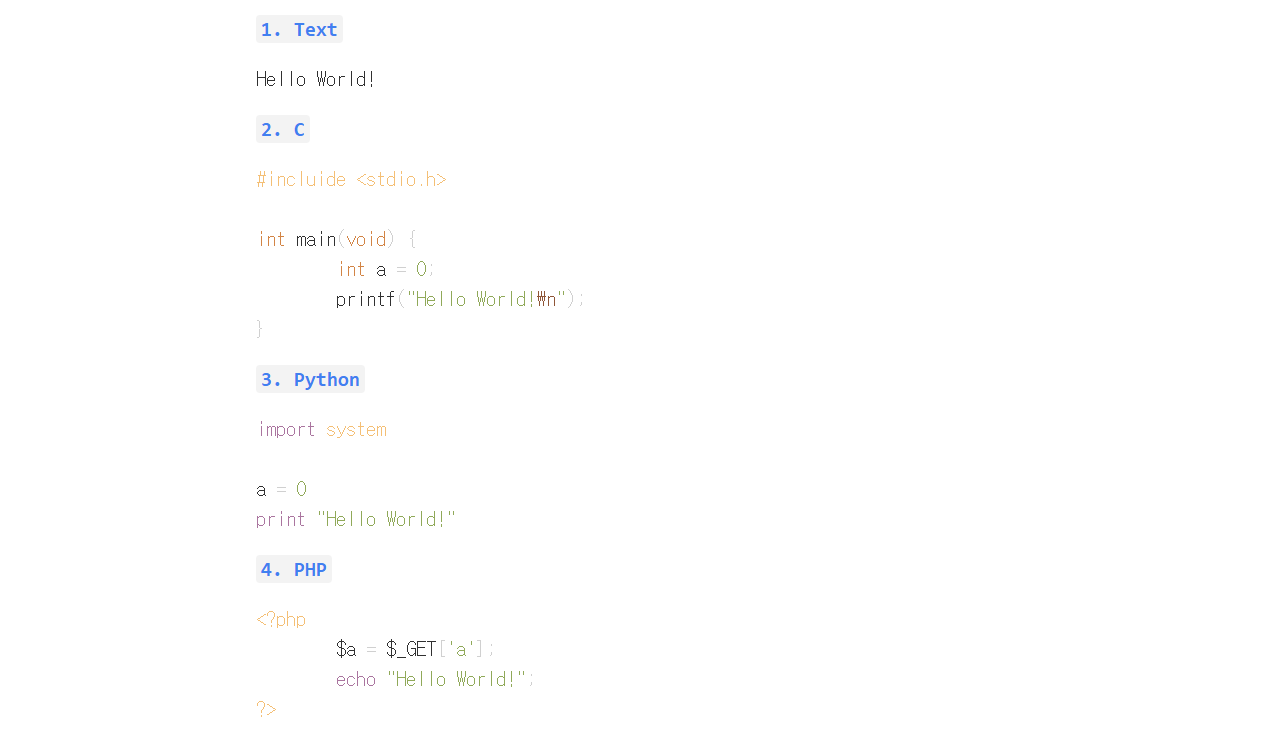 1. Text
Hello World!
2. C
#incluide <stdio.h>
int main(void) {
int a = 0;
printf("Hello World!₩n");
}
3. Python
import system
a = 0
print "Hello World!"
4. PHP
<?php
$a = $_GET['a'];
echo "Hello World!";
?>